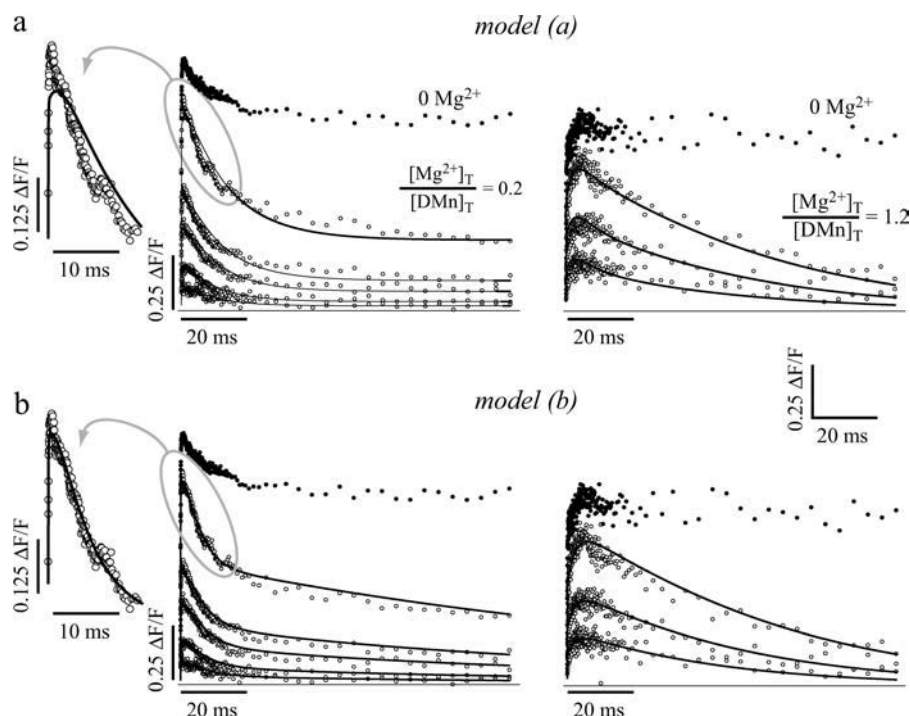 a
model (a)
0 Mg2+
[Mg2+]T
[DMn]T
= 0.2
0.125 ΔF/F
10 ms
0.25 ΔF/F
20 ms
0 Mg2+
[Mg2+]T
[DMn]T
= 1.2
20 ms
0.25 ΔF/F
20 ms
b
model (b)
0.125 ΔF/F
10 ms
0.25 ΔF/F
20 ms
20 ms